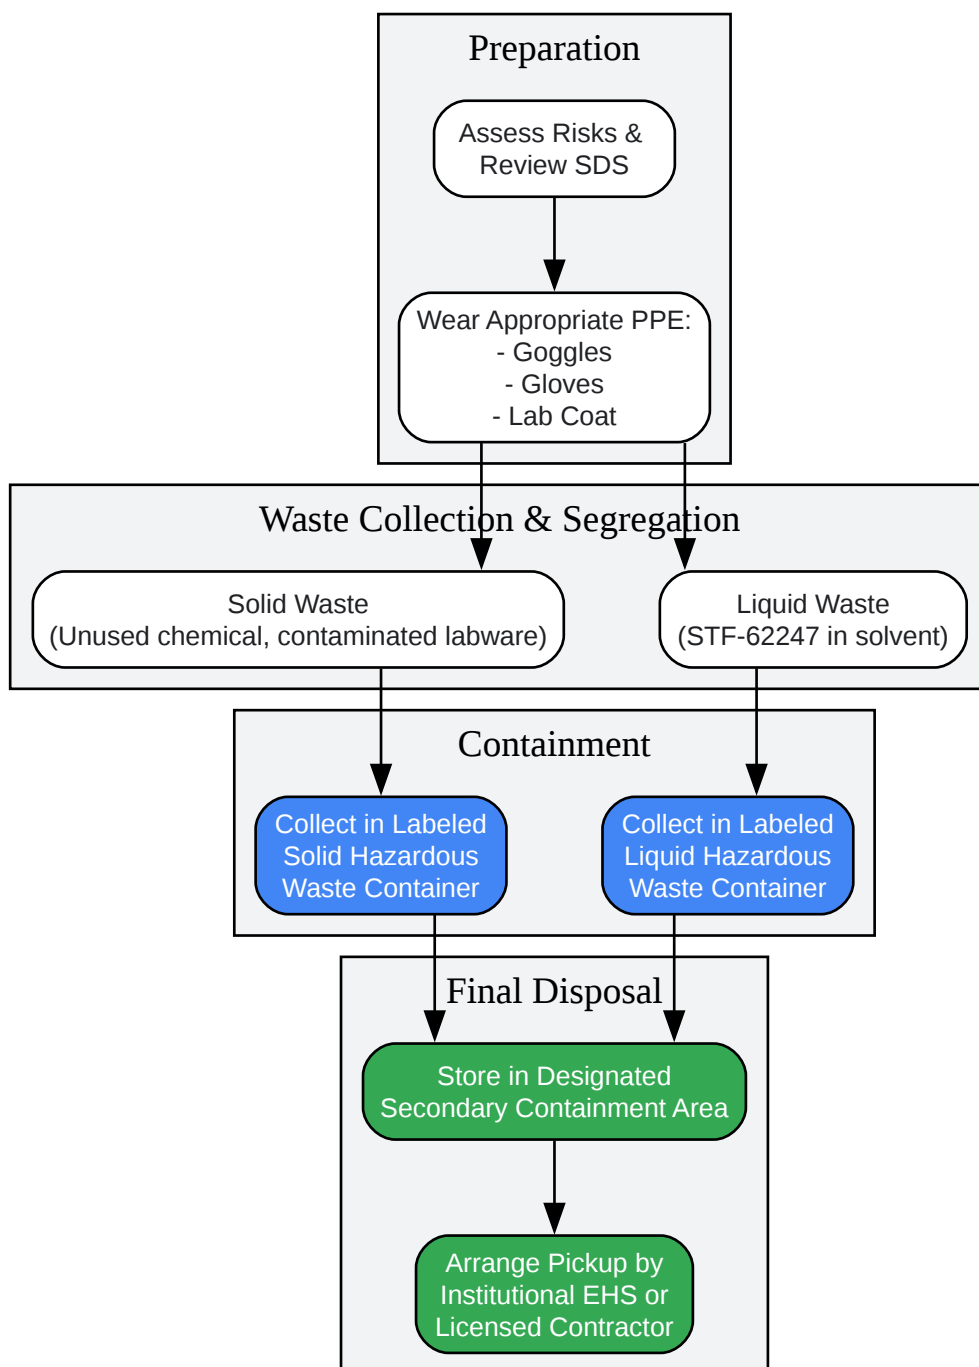 Preparation
Assess Risks &
Review SDS
Wear Appropriate PPE:
- Goggles
- Gloves
- Lab Coat
Waste Collection & Segregation
Solid Waste
(Unused chemical, contaminated labware)
Liquid Waste
(STF-62247 in solvent)
Containment
Collect in Labeled
Solid Hazardous
Waste Container
Collect in Labeled
Liquid Hazardous
Waste Container
Final Disposal
Store in Designated
Secondary Containment Area
Arrange Pickup by
Institutional EHS or
Licensed Contractor